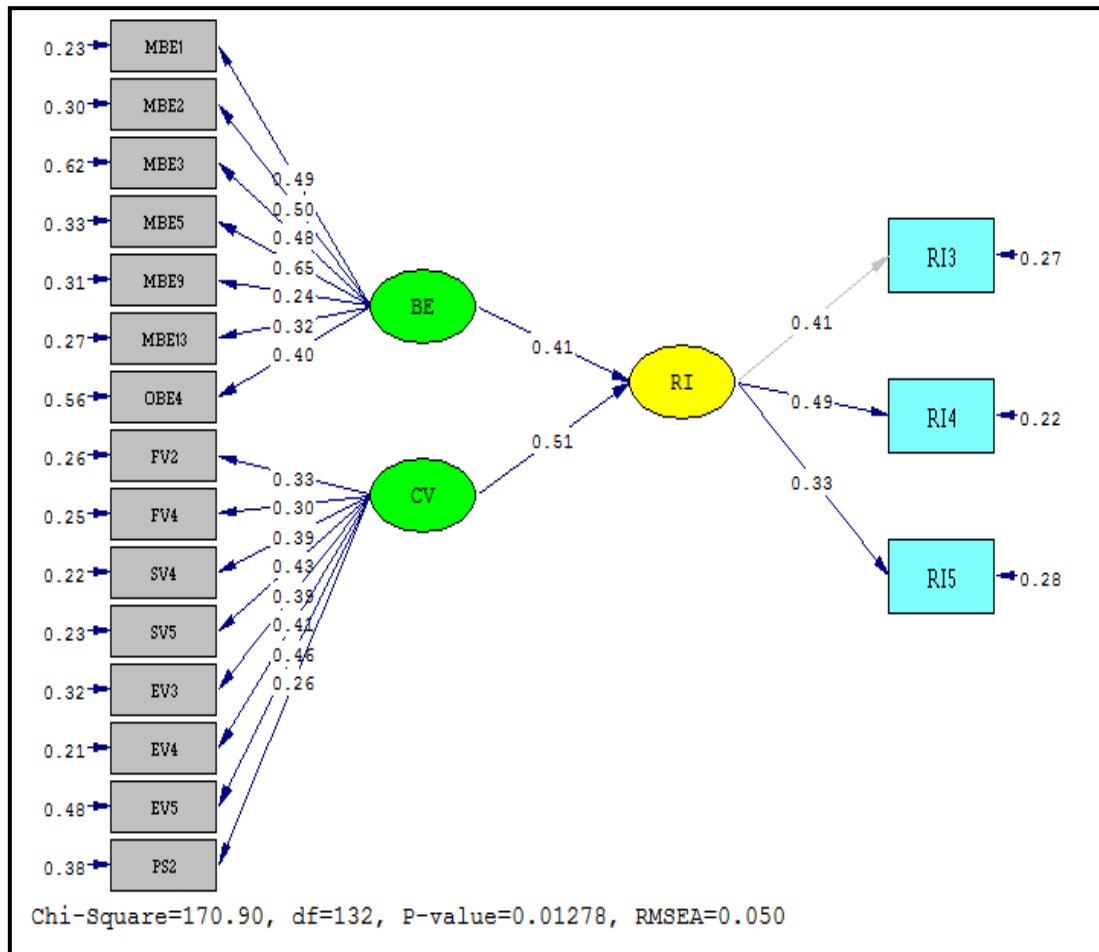 0.23 MBE1
0.30 MBE2
0.62 MBE3
0.33 MBE5
0.31 MBE9
0.27 MBE13
0.56 OBE4
0.26 FV2
0.25 FV4
0.22 SV4
0.23 SV5
0.32 EV3
0.21 EV4
0.48 EV5
0.38 PS2
0.49
0.50
0.48
0.65
0.24
0.32
0.40
0.33
0.30
0.39
0.43
0.39
0.41
0.46
0.26
BE
CV
0.41
0.51
RI
0.41
0.49
0.33
RI3 0.27
RI4 0.22
RI5 0.28
Chi-Square=170.90, df=132, P-value=0.01278, RMSEA=0.050